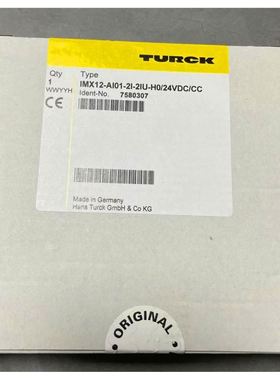 TURCK
Qty
Type
1
IMX12-AI01-2I-2IU-H0/24VDC/CC
WWYYH
Ident-No. 7580307
CE
Made in Germany
Hans Turck GmbH & Co KG
ORIGINAL